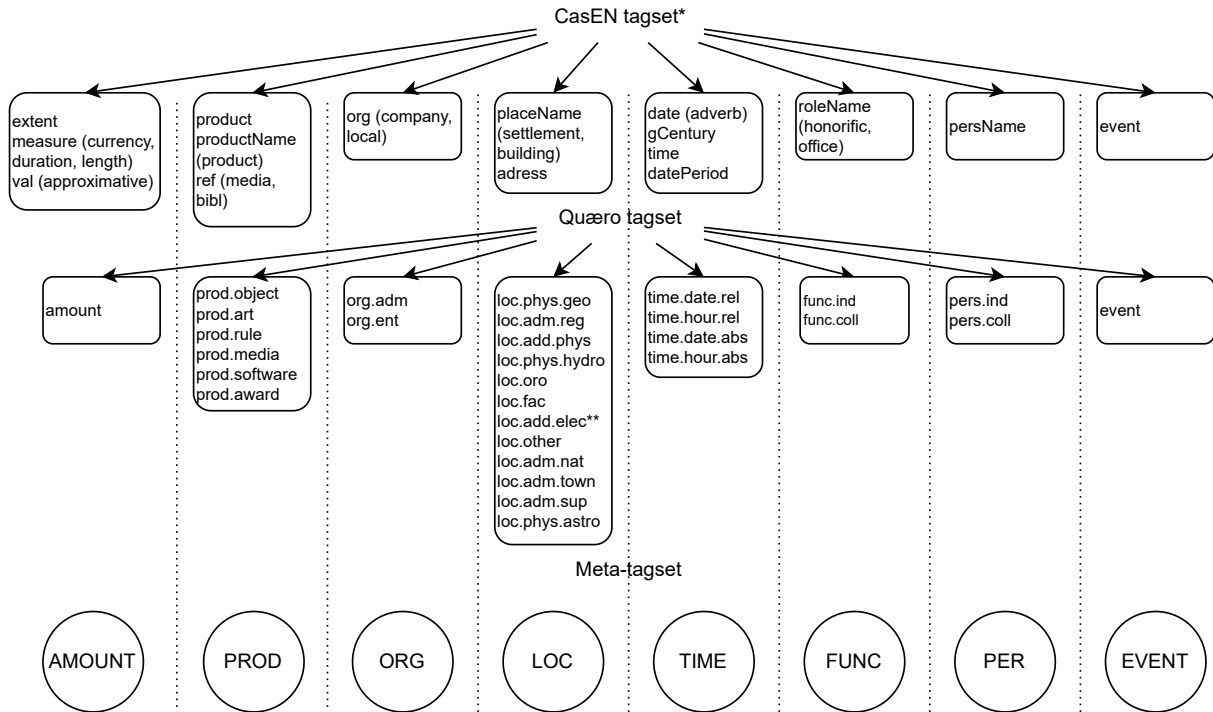 CasEN tagset*
extent
measure (currency,
duration, length)
val (approximative)
product
productName
(product)
ref (media,
bibl)
org (company,
local)
placeName
(settlement,
building)
adress
date (adverb)
gCentury
time
datePeriod
roleName
(honorific,
office)
persName
event
Quæro tagset
amount
prod.object
prod.art
prod.rule
prod.media
prod.software
prod.award
org.adm
org.ent
loc.phys.geo
loc.adm.reg
loc.add.phys
loc.phys.hydro
loc.oro
loc.fac
loc.add.elec**
loc.other
loc.adm.nat
loc.adm.town
loc.adm.sup
loc.phys.astro
time.date.rel
time.hour.rel
time.date.abs
time.hour.abs
func.ind
func.coll
pers.ind
pers.coll
event
Meta-tagset
AMOUNT
PROD
ORG
LOC
TIME
FUNC
PER
EVENT